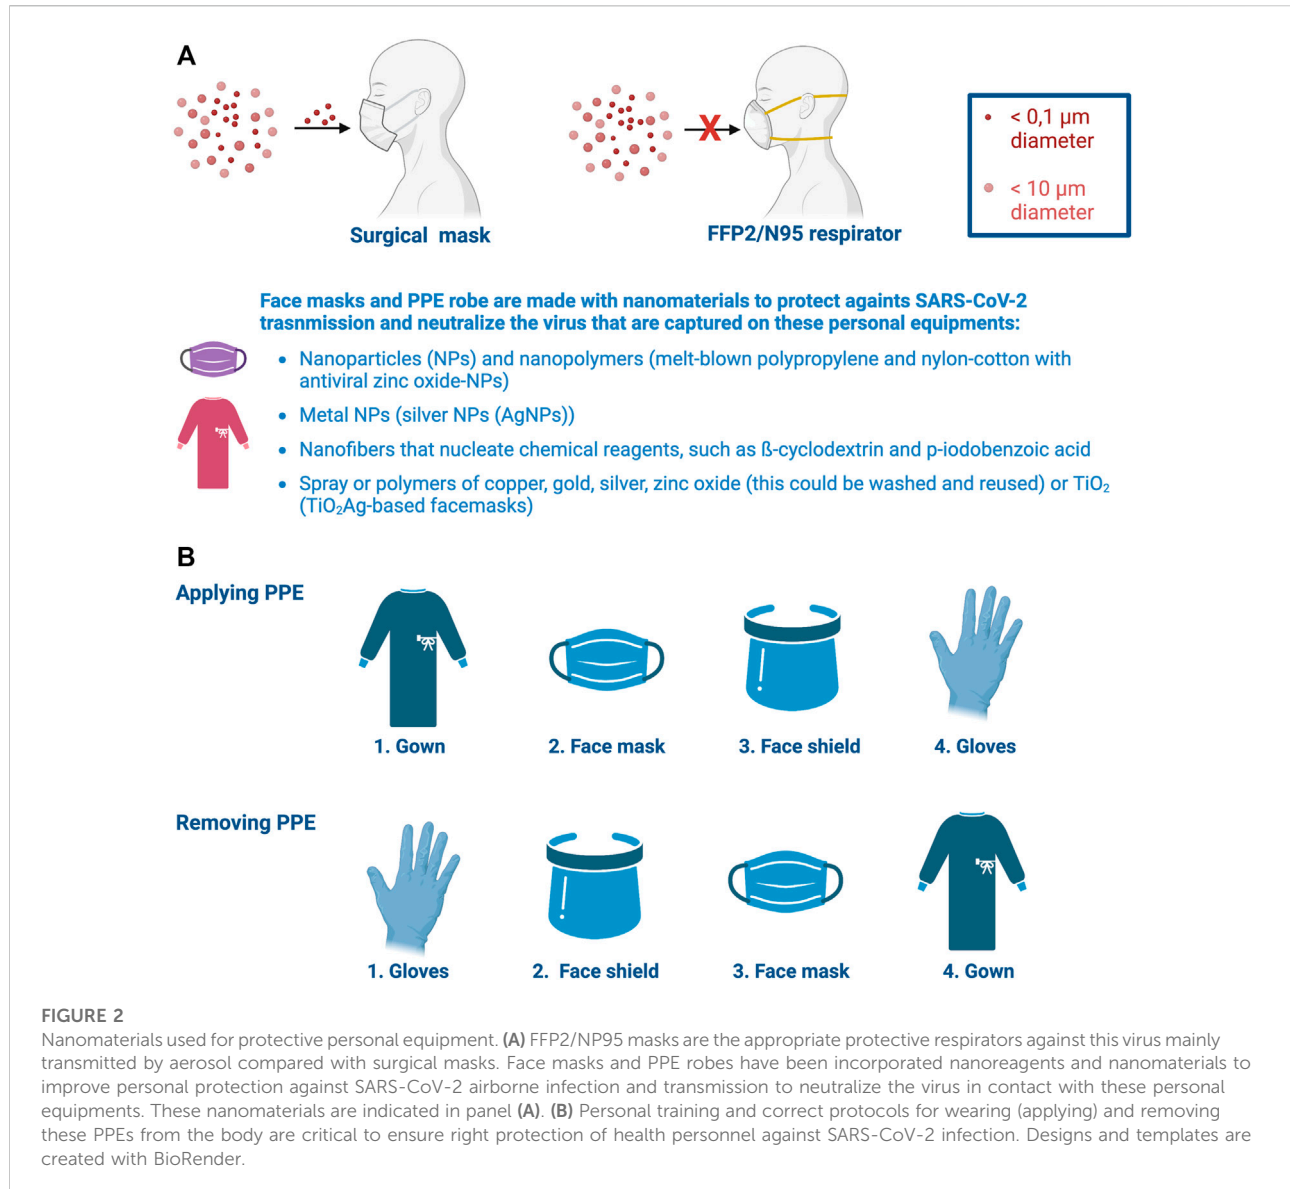 A
< 0,1 µm
diameter
< 10 µm
diameter
Surgical mask
FFP2/N95 respirator
Face masks and PPE robe are made with nanomaterials to protect againts SARS-CoV-2
trasnmission and neutralize the virus that are captured on these personal equipments:
• Nanoparticles (NPs) and nanopolymers (melt-blown polypropylene and nylon-cotton with
antiviral zinc oxide-NPs)
• Metal NPs (silver NPs (AgNPs))
• Nanofibers that nucleate chemical reagents, such as ß-cyclodextrin and p-iodobenzoic acid
• Spray or polymers of copper, gold, silver, zinc oxide (this could be washed and reused) or TiO₂
(TiO₂Ag-based facemasks)
B
Applying PPE
1. Gown
2. Face mask
3. Face shield
4. Gloves
Removing PPE
1. Gloves
2. Face shield
3. Face mask
4. Gown
FIGURE 2
Nanomaterials used for protective personal equipment. (A) FFP2/NP95 masks are the appropriate protective respirators against this virus mainly
transmitted by aerosol compared with surgical masks. Face masks and PPE robes have been incorporated nanoreagents and nanomaterials to
improve personal protection against SARS-CoV-2 airborne infection and transmission to neutralize the virus in contact with these personal
equipments. These nanomaterials are indicated in panel (A). (B) Personal training and correct protocols for wearing (applying) and removing
these PPEs from the body are critical to ensure right protection of health personnel against SARS-CoV-2 infection. Designs and templates are
created with BioRender.